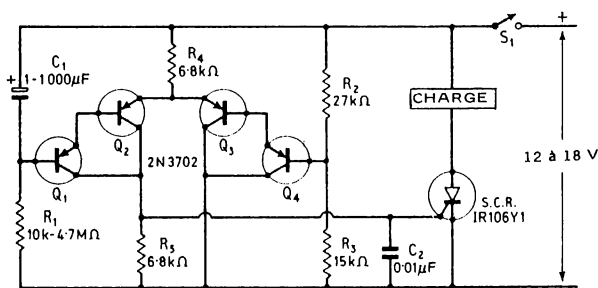 S₁
+
C₁
+
1-1000µF
R₄
6.8kΩ
R₂
27kΩ
CHARGE
Q₂
2N3702
Q₃
12 à 18 V
Q₁
Q₄
S.C.R.
IR106Y1
R₁
10k-4.7MΩ
R₅
6.8kΩ
R₃
15kΩ
C₂
0.01µF